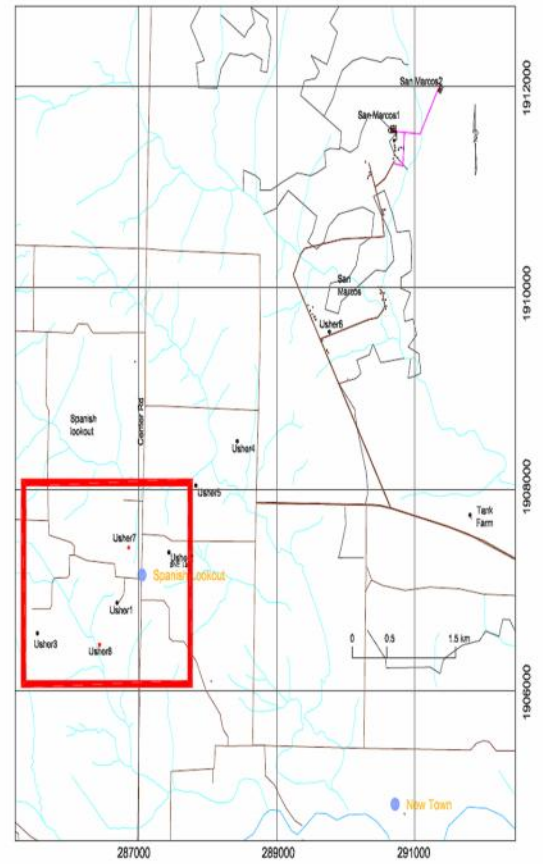 San Marcos2
San Marcos1
1912000
San
Marcos
1910000
Usher6
Center Rd
Spanish
lookout
Usher4
1908000
Usher5
Tank
Farm
Usher7
Spanish Lookout
Usher1
Usher3
Usher8
0 0.5 1.5 km
1906000
New Town
287000 289000 291000